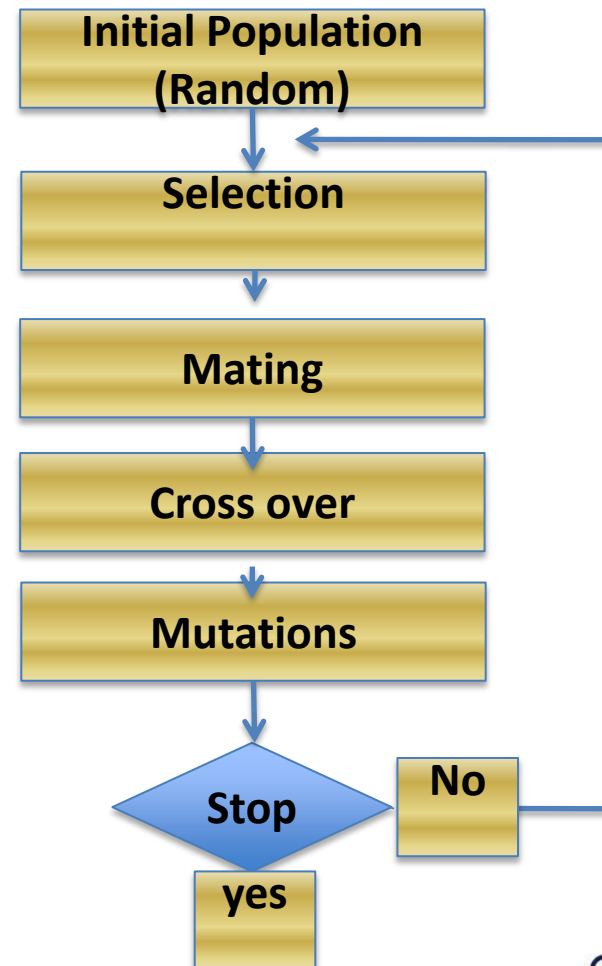 Initial Population
(Random)
Selection
Mating
Cross over
Mutations
Stop
No
yes